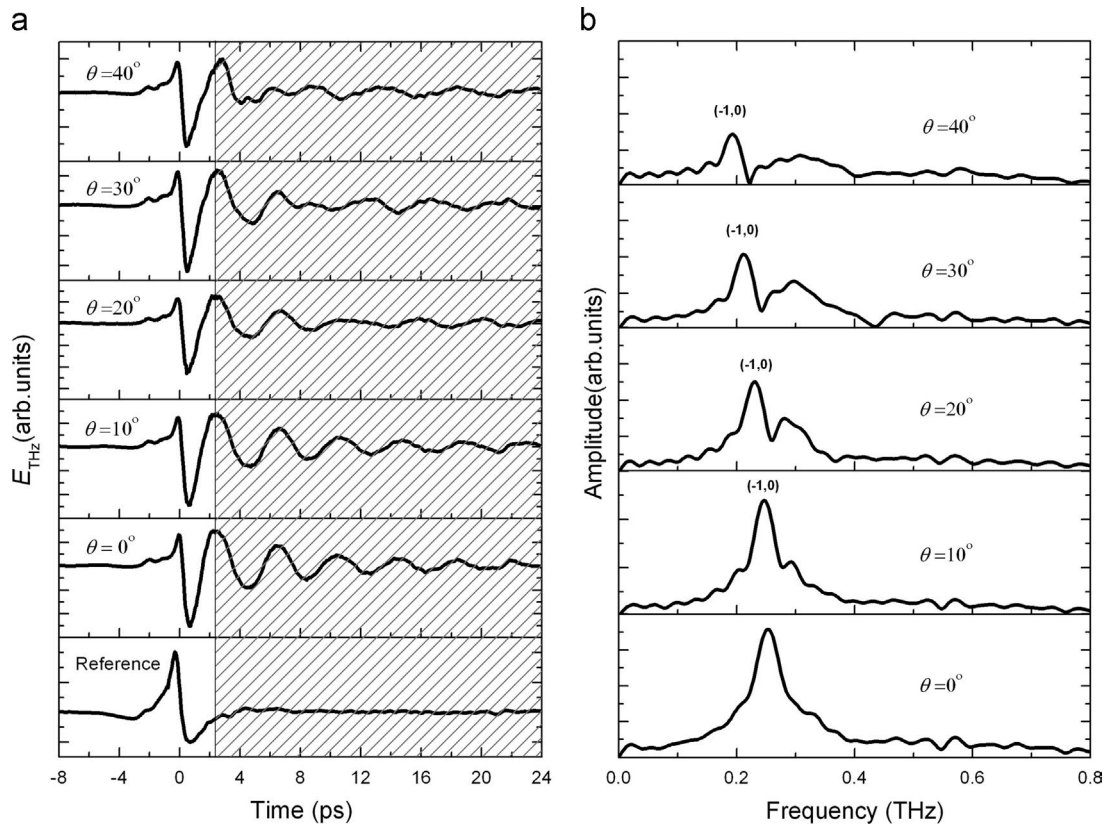 a
θ=40°
θ=30°
θ=20°
θ=10°
θ=0°
Reference
E_THz(arb.units)
-8 -4 0 4 8 12 16 20 24
Time (ps)
b
(-1,0)
θ=40°
(-1,0)
θ=30°
(-1,0)
θ=20°
(-1,0)
θ=10°
θ=0°
Amplitude(arb.units)
0.0 0.2 0.4 0.6 0.8
Frequency (THz)